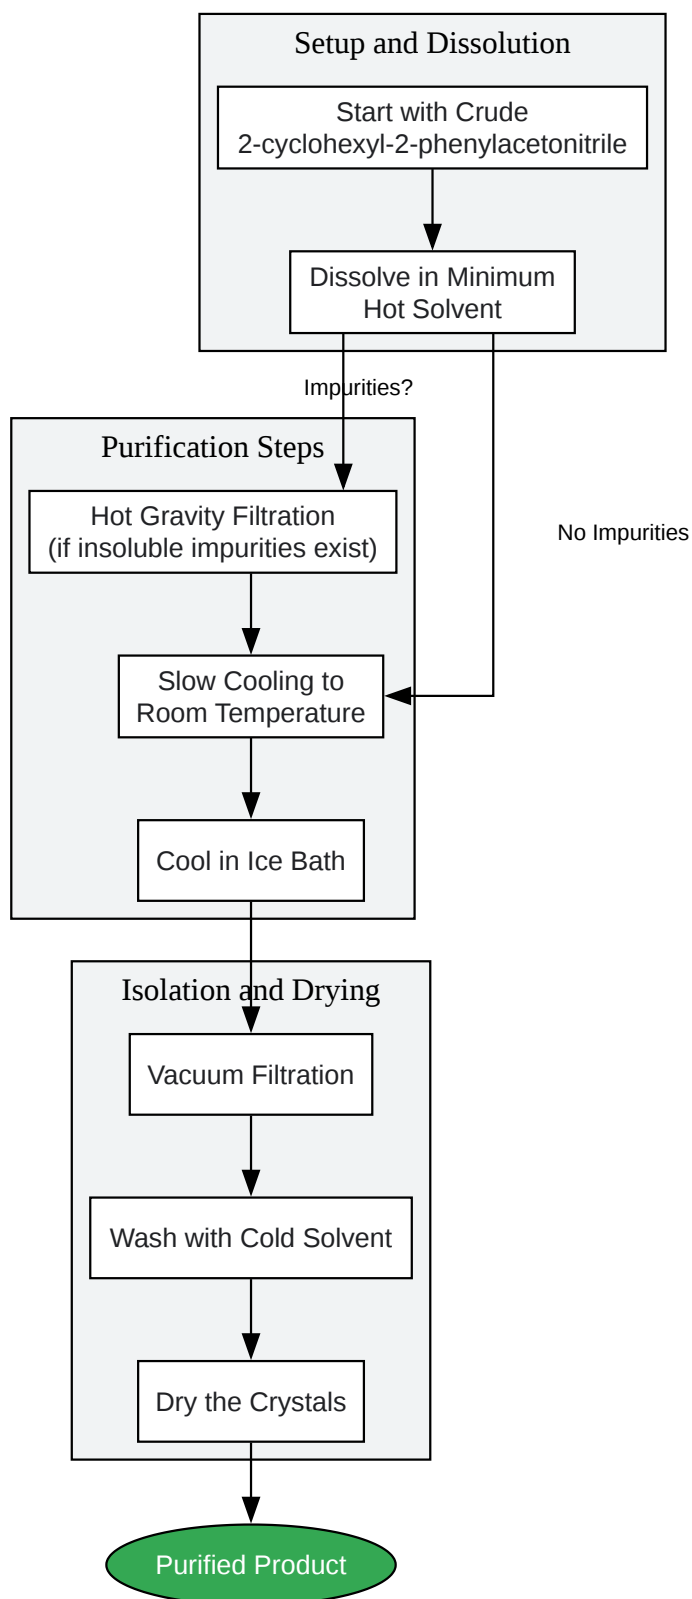 Setup and Dissolution
Start with Crude
2-cyclohexyl-2-phenylacetonitrile
Dissolve in Minimum
Hot Solvent
Impurities?
Purification Steps
Hot Gravity Filtration
(if insoluble impurities exist)
No Impurities
Slow Cooling to
Room Temperature
Cool in Ice Bath
Isolation and Drying
Vacuum Filtration
Wash with Cold Solvent
Dry the Crystals
Purified Product